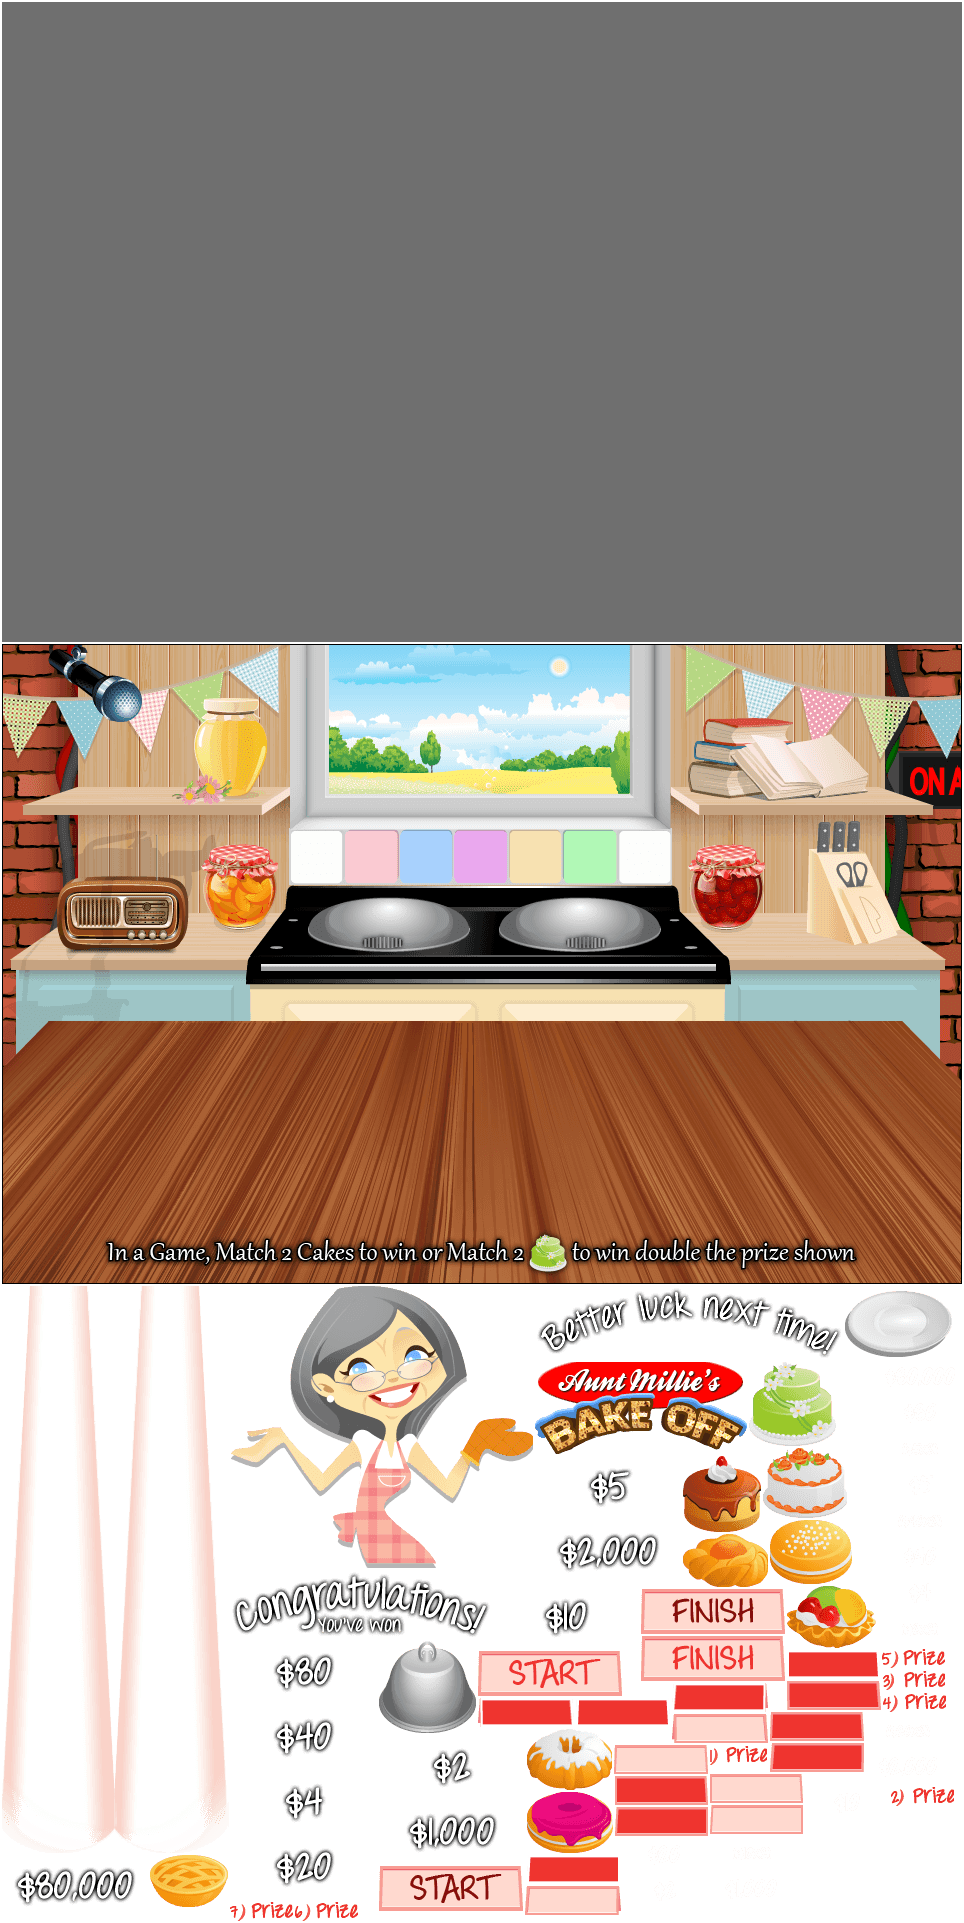 ON A
In a Game, Match 2 Cakes to win or Match 2 to win double the prize shown
Better luck next time!
Aunt Millie's
BAKE OFF
$5
$2,000
Congratulations!
You've won
$10
FINISH
FINISH
$80
START
5) Prize
3) Prize
4) Prize
$40
$2
1) Prize
2) Prize
$4
$1,000
$20
$80,000
START
7) Prize
6) Prize